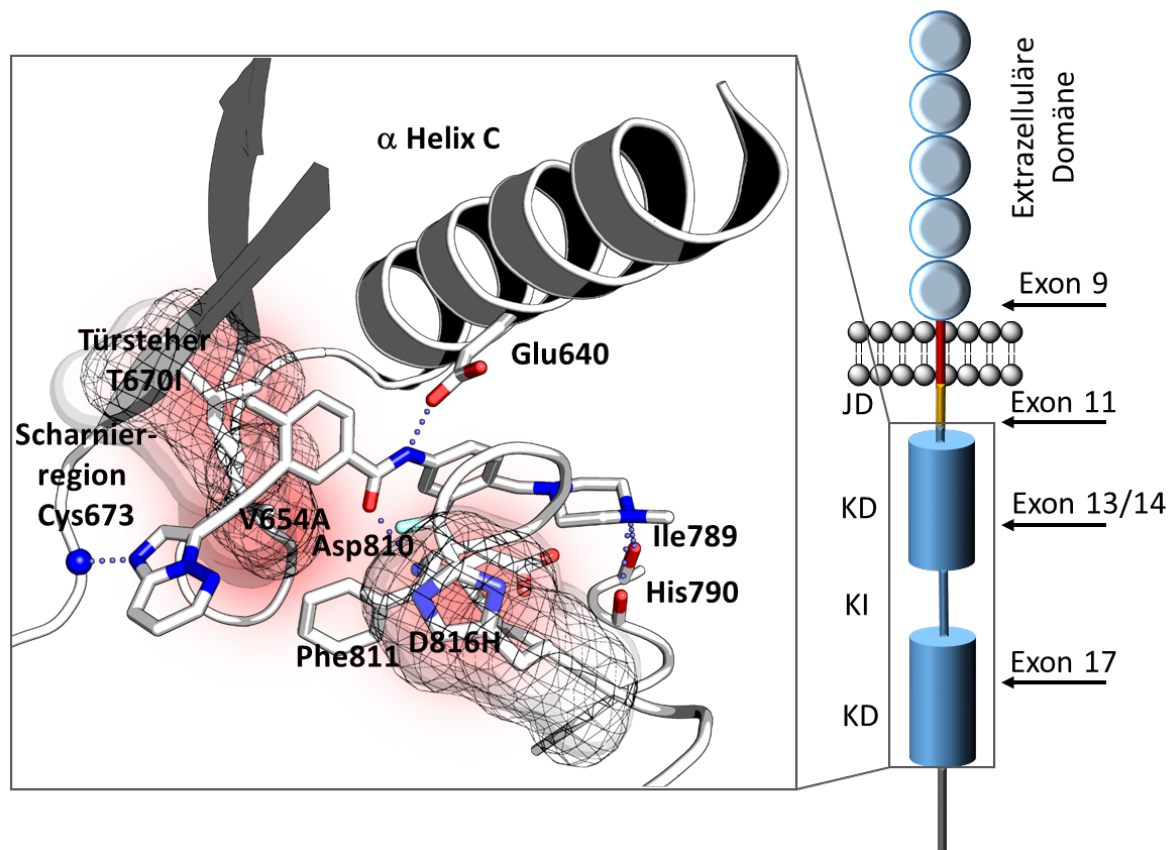 α Helix C
Türsteher
T670I
Glu640
Scharnier-
region
Cys673
V654A
Asp810
Ile789
His790
Phe811
D816H
Extrazelluläre
Domäne
Exon 9
JD
Exon 11
KD
Exon 13/14
KI
Exon 17
KD